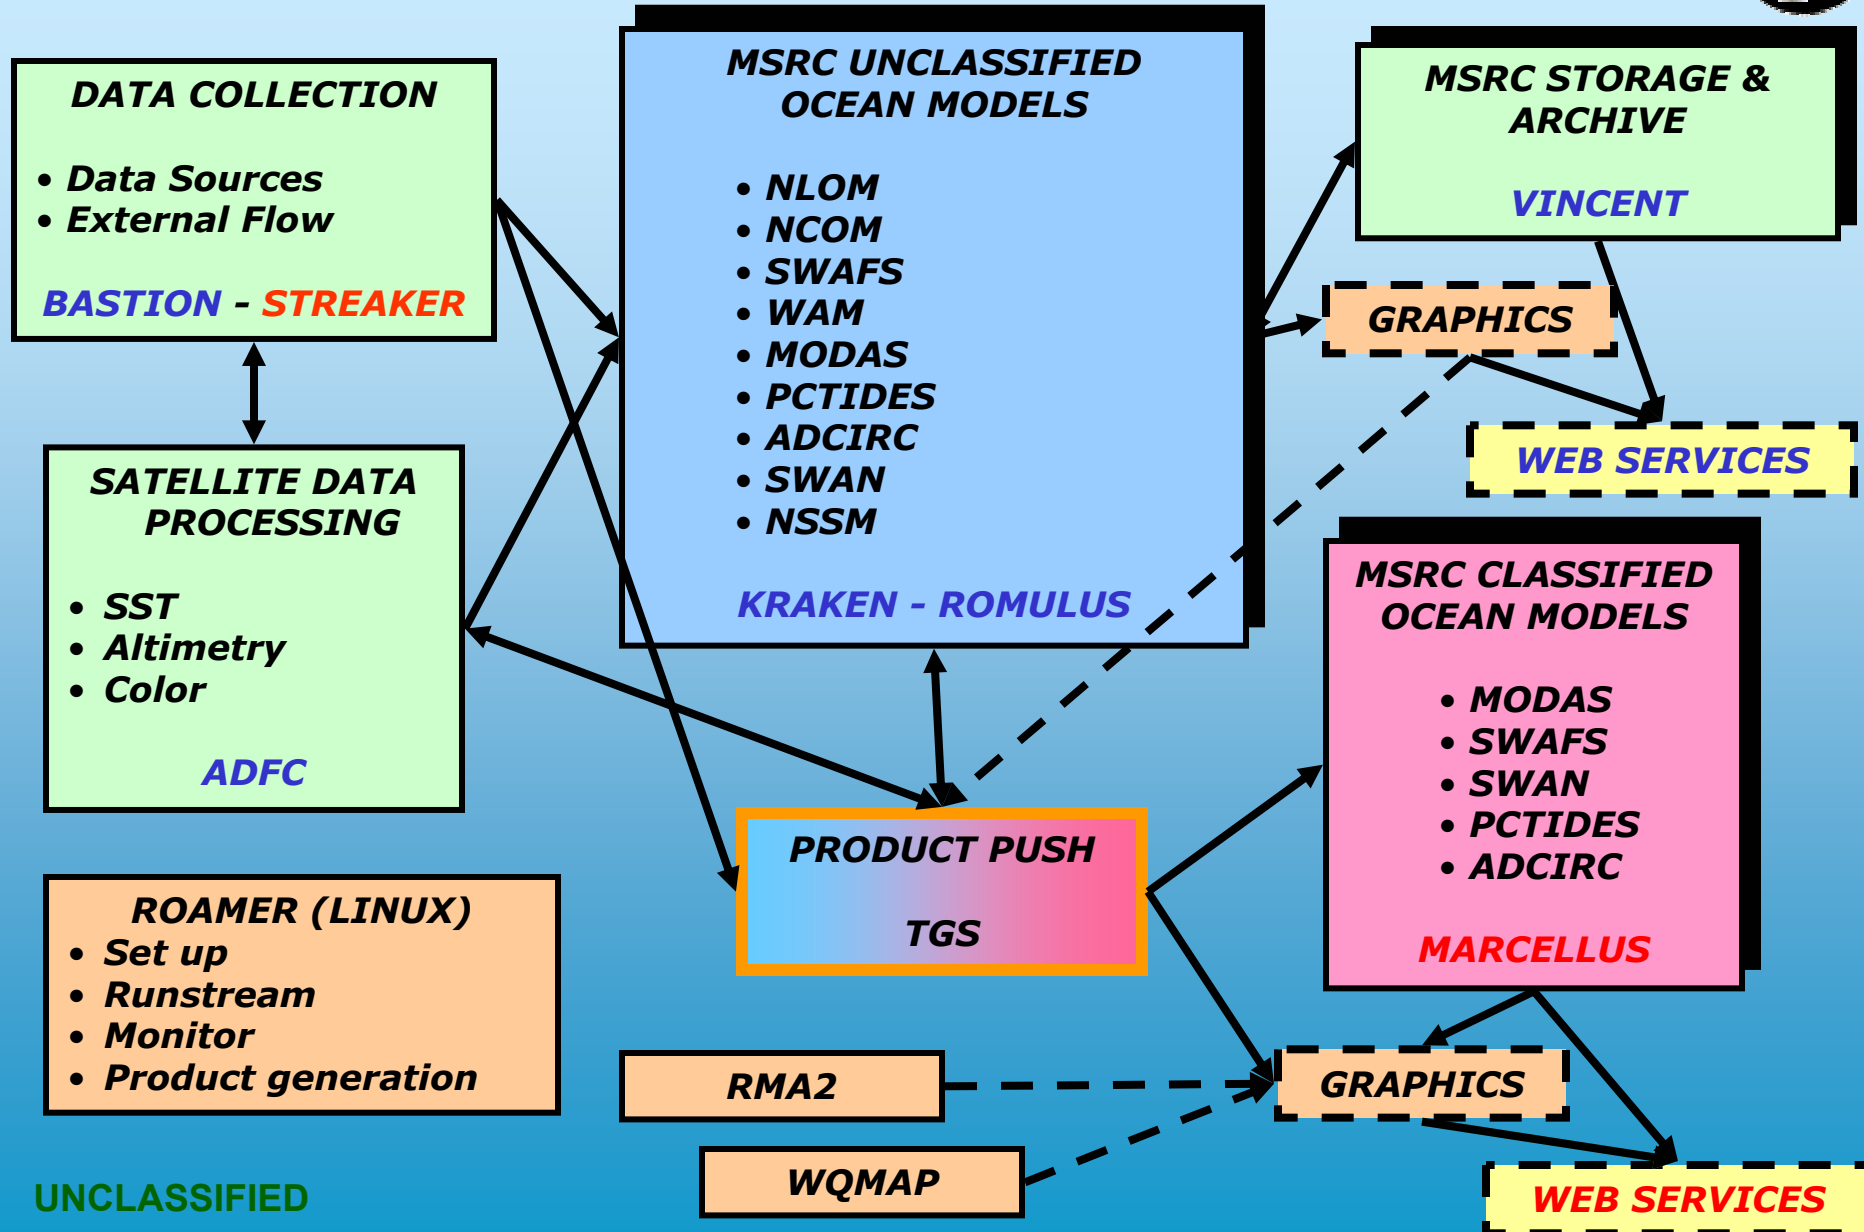 DATA COLLECTION
• Data Sources
• External Flow
BASTION - STREAKER
SATELLITE DATA
PROCESSING
• SST
• Altimetry
• Color
ADFC
ROAMER (LINUX)
• Set up
• Runstream
• Monitor
• Product generation
UNCLASSIFIED
MSRC UNCLASSIFIED
OCEAN MODELS
• NLOM
• NCOM
• SWAFS
• WAM
• MODAS
• PCTIDES
• ADCIRC
• SWAN
• NSSM
KRAKEN - ROMULUS
PRODUCT PUSH
TGS
RMA2
WQMAP
MSRC STORAGE &
ARCHIVE
VINCENT
GRAPHICS
WEB SERVICES
MSRC CLASSIFIED
OCEAN MODELS
• MODAS
• SWAFS
• SWAN
• PCTIDES
• ADCIRC
MARCELLUS
GRAPHICS
WEB SERVICES